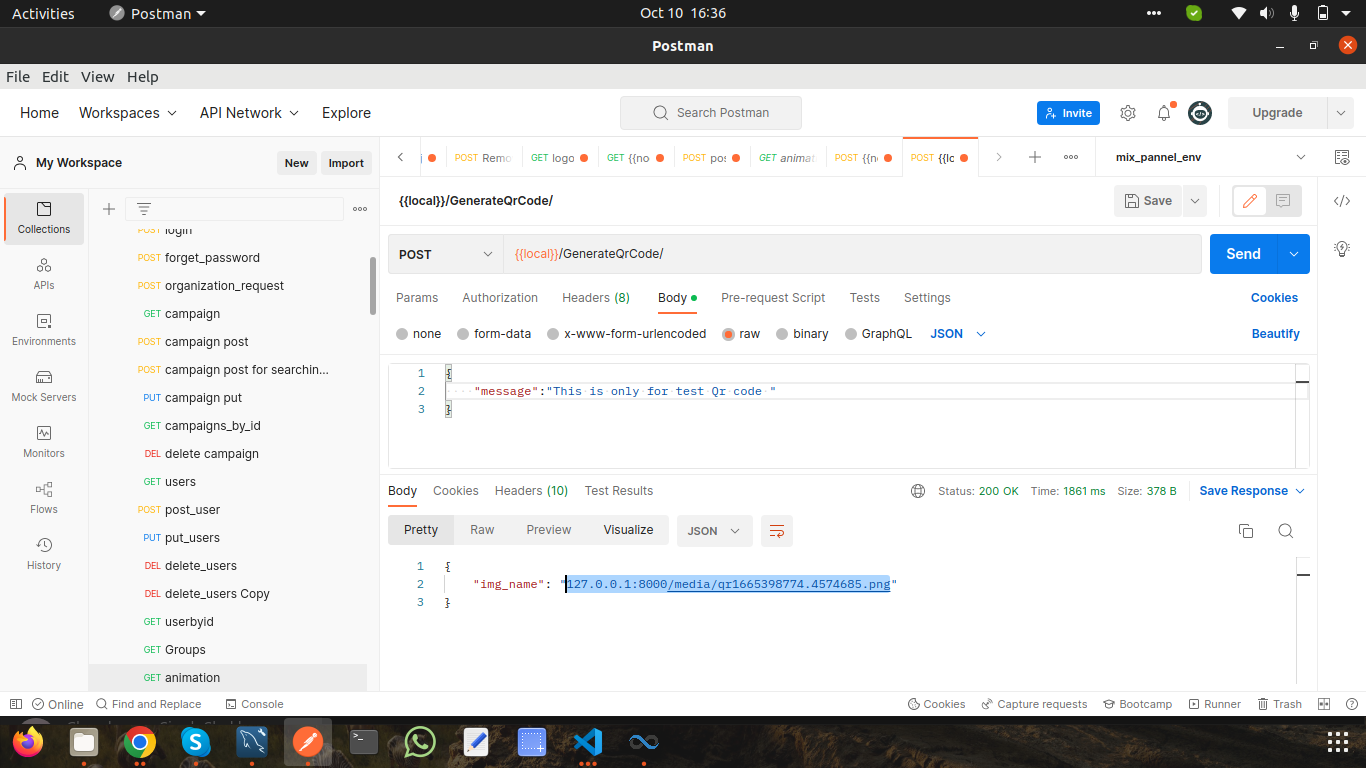 Activities Postman Oct 10 16:36
Postman
File Edit View Help
Home Workspaces API Network Explore Search Postman Invite Upgrade
My Workspace New Import
POST Remo GET logo GET {{no POST pos GET animat POST {{n POST {{lo mix_pannel_env
Collections
APIs
Environments
Mock Servers
Monitors
Flows
History
POST login
POST forget_password
POST organization_request
GET campaign
POST campaign post
POST campaign post for searchin...
PUT campaign put
GET campaigns_by_id
DEL delete campaign
GET users
POST post_user
PUT put_users
DEL delete_users
DEL delete_users Copy
GET userbyid
GET Groups
GET animation
{{local}}/GenerateQrCode/ Save
POST {{local}}/GenerateQrCode/ Send
Params Authorization Headers (8) Body Pre-request Script Tests Settings Cookies
none form-data x-www-form-urlencoded raw binary GraphQL JSON Beautify
1 {
2 "message":"This is only for test Qr code "
3 }
Body Cookies Headers (10) Test Results Status: 200 OK Time: 1861 ms Size: 378 B Save Response
Pretty Raw Preview Visualize JSON
1 {
2 "img_name": "127.0.0.1:8000/media/qr1665398774.4574685.png"
3 }
Online Find and Replace Console Cookies Capture requests Bootcamp Runner Trash